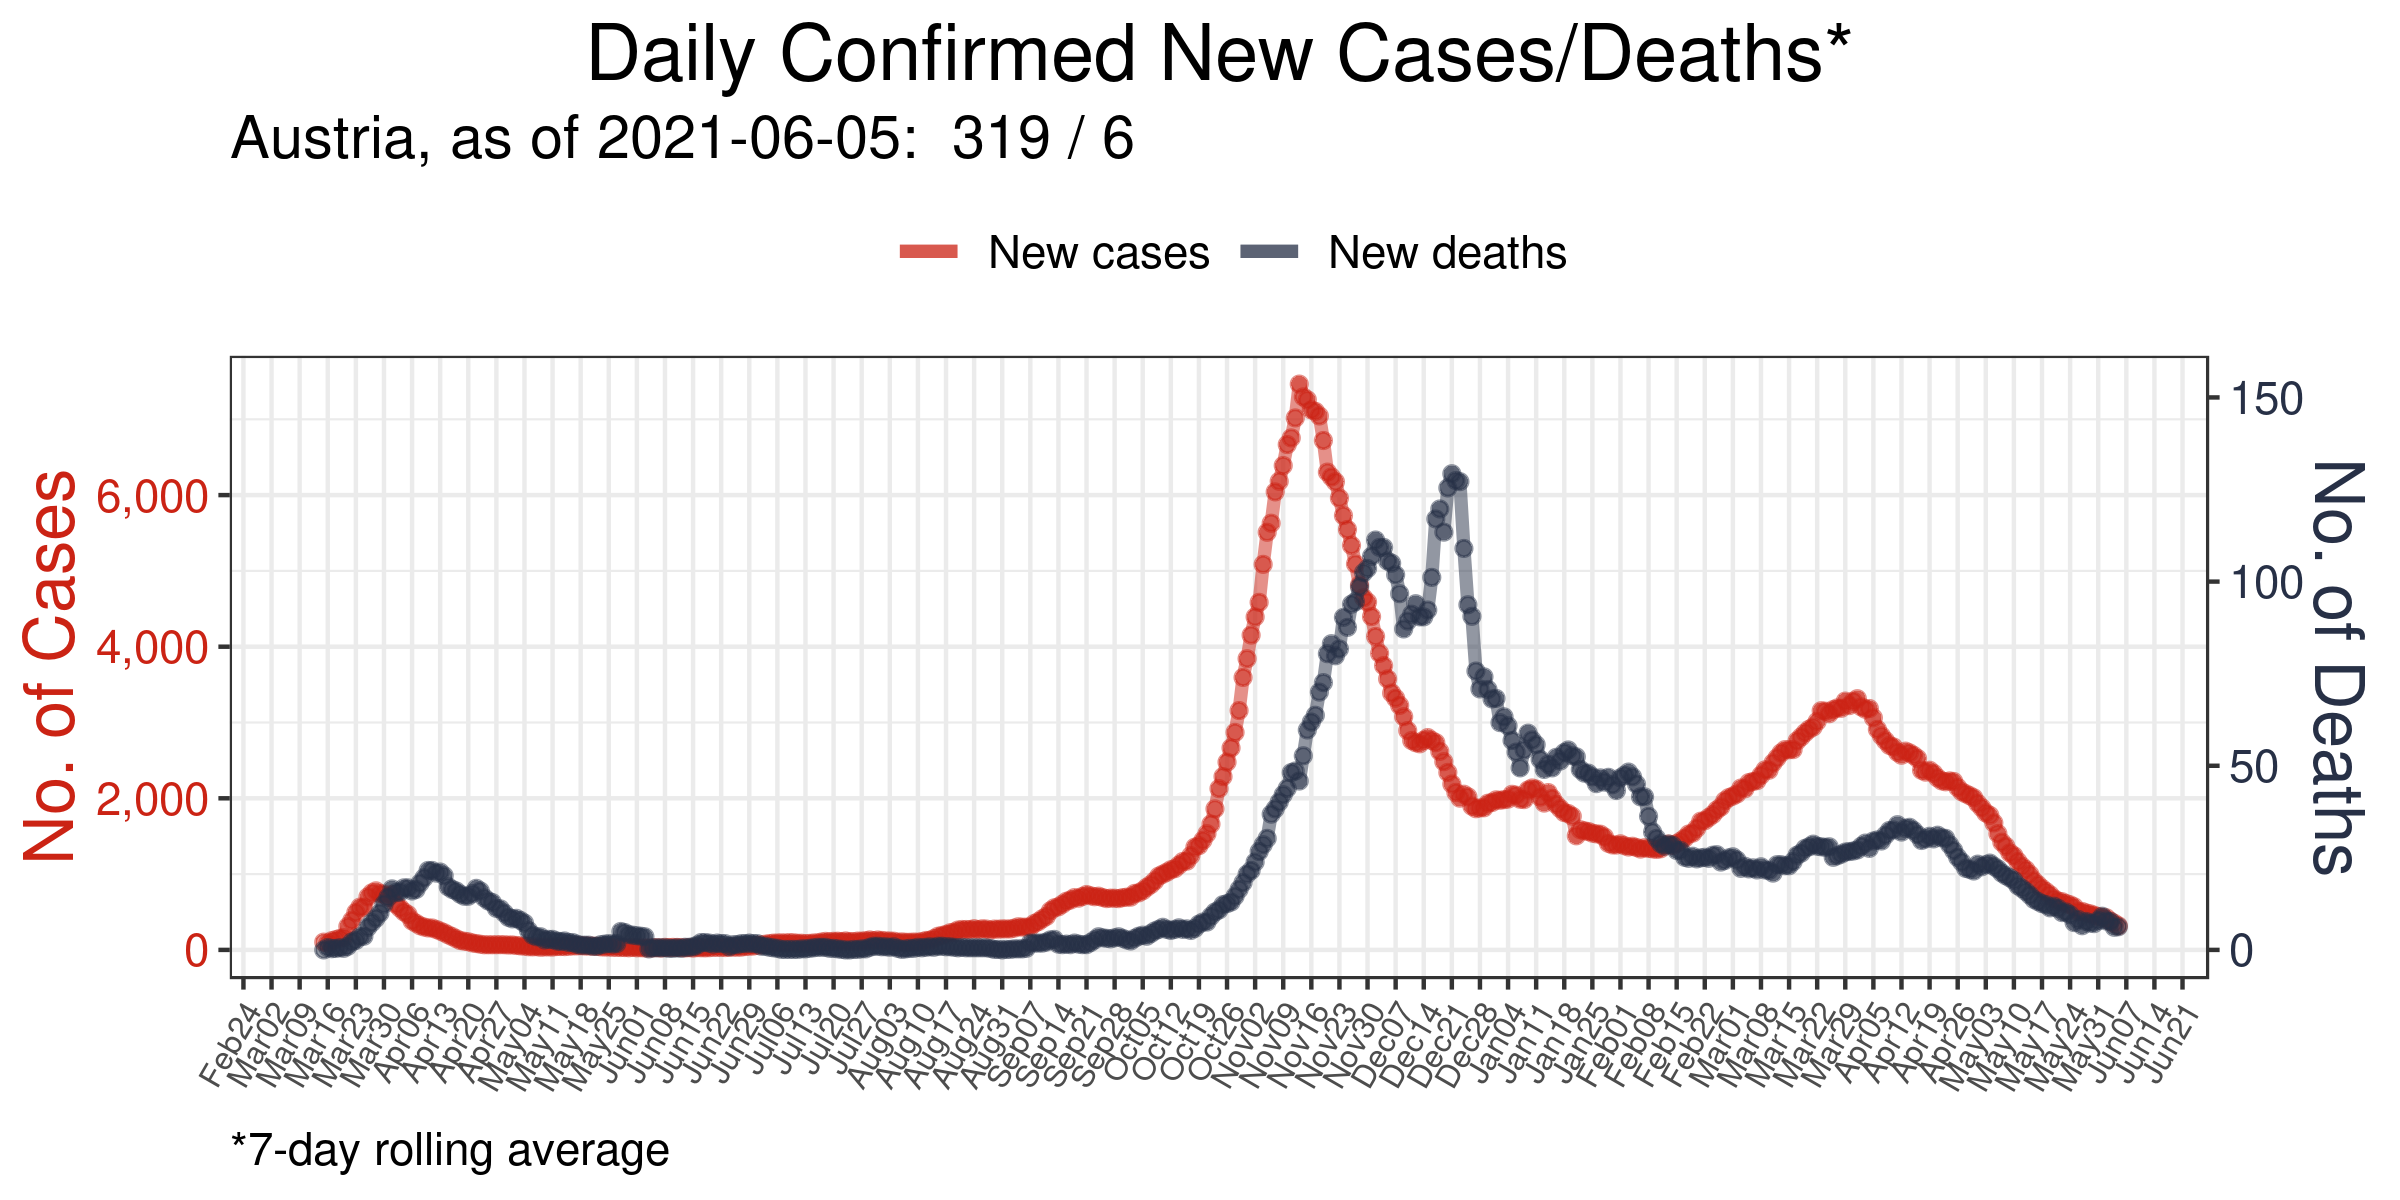 Daily Confirmed New Cases/Deaths*
Austria, as of 2021-06-05:  319 / 6
New cases New deaths
No. of Cases
6,000
4,000
2,000
0
150
100
50
0
No. of Deaths
Feb24 Mar02 Mar09 Mar16 Mar23 Mar30 Apr06 Apr13 Apr20 Apr27 May04 May11 May18 May25 Jun01 Jun08 Jun15 Jun22 Jun29 Jul06 Jul13 Jul20 Jul27 Aug03 Aug10 Aug17 Aug24 Aug31 Sep07 Sep14 Sep21 Sep28 Oct05 Oct12 Oct19 Oct26 Nov02 Nov09 Nov16 Nov23 Nov30 Dec07 Dec14 Dec21 Dec28 Jan04 Jan11 Jan18 Jan25 Feb01 Feb08 Feb15 Feb22 Mar01 Mar08 Mar15 Mar22 Mar29 Apr05 Apr12 Apr19 Apr26 May03 May10 May17 May24 May31 Jun07 Jun14 Jun21
*7-day rolling average